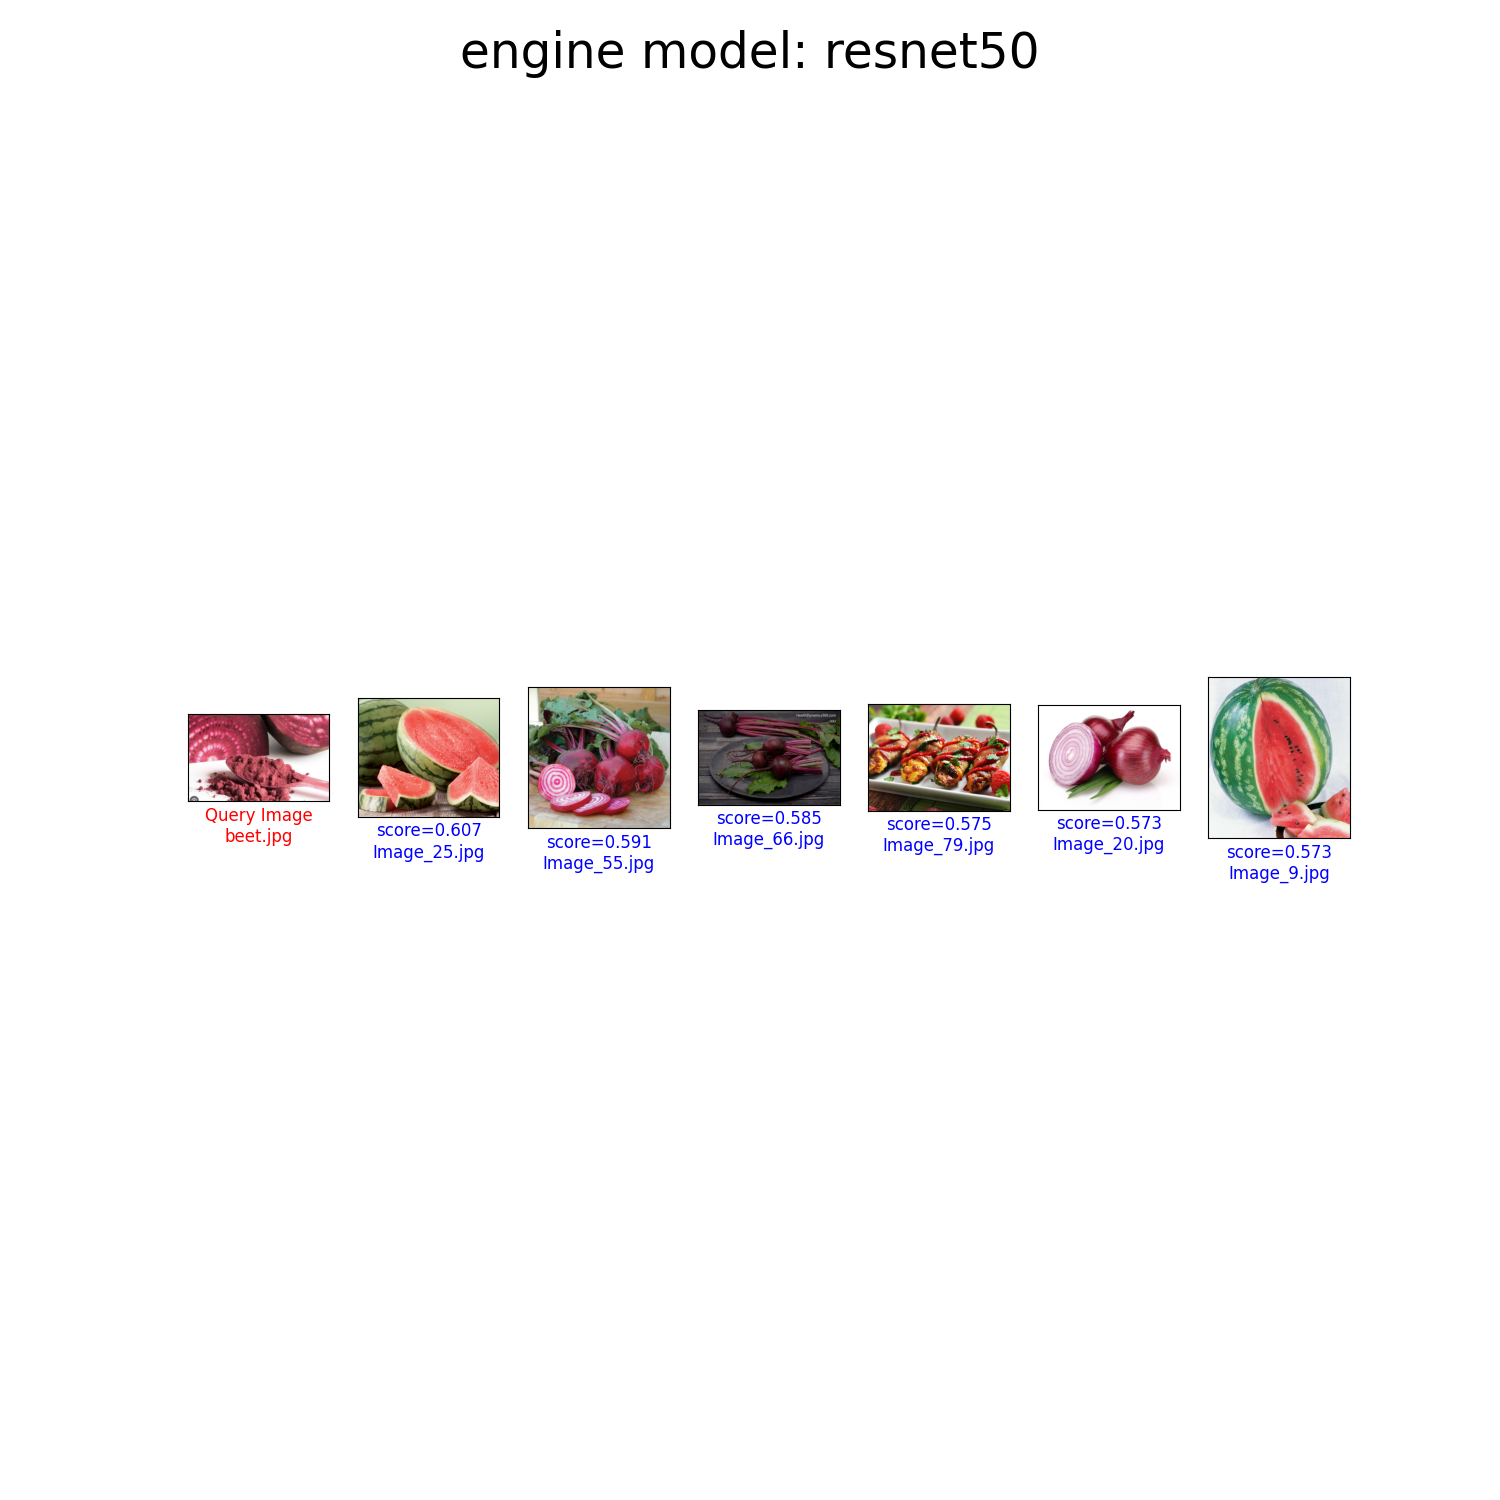 engine model: resnet50
Query Image
beet.jpg
score=0.607
Image_25.jpg
score=0.591
Image_55.jpg
score=0.585
Image_66.jpg
score=0.575
Image_79.jpg
score=0.573
Image_20.jpg
score=0.573
Image_9.jpg